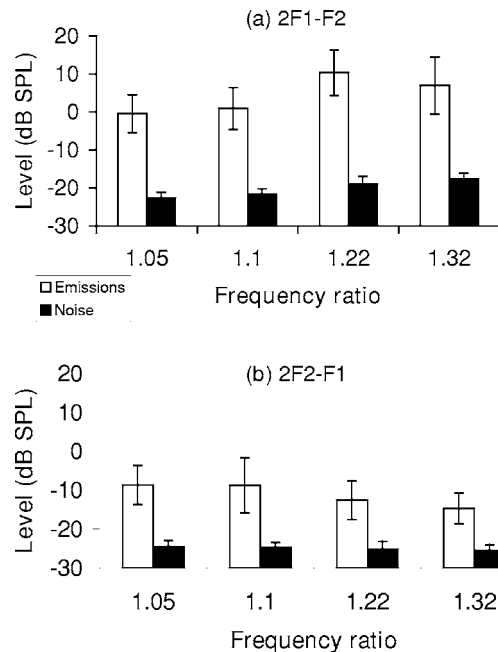 (a) 2F1-F2
20
10
0
-10
-20
-30
Level (dB SPL)
1.05 1.1 1.22 1.32
Emissions
Noise
Frequency ratio
(b) 2F2-F1
20
10
0
-10
-20
-30
Level (dB SPL)
1.05 1.1 1.22 1.32
Frequency ratio